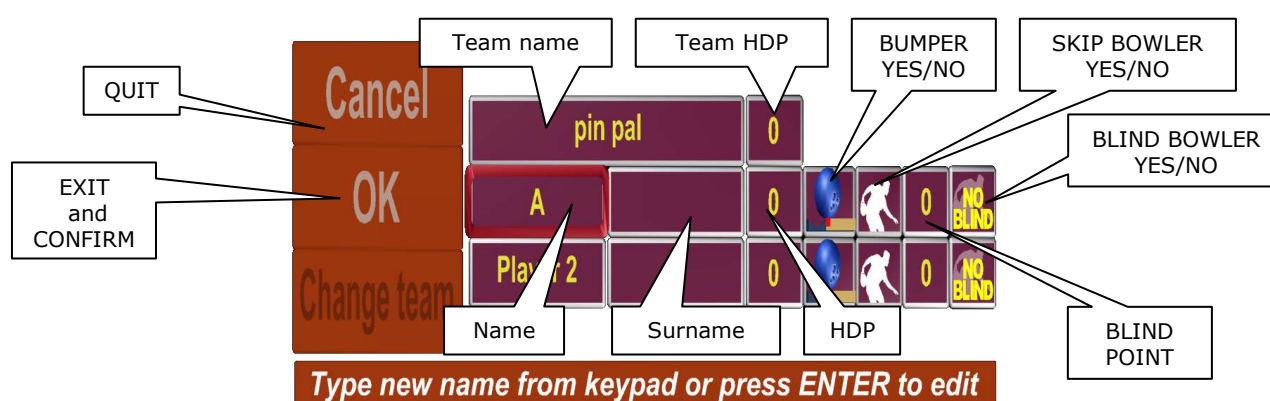 Team name
Team HDP
BUMPER
YES/NO
SKIP BOWLER
YES/NO
QUIT
Cancel
pin pal
0
BLIND BOWLER
YES/NO
EXIT
and
CONFIRM
OK
A
0
0
NO
BLIND
Change team
Player 2
0
0
NO
BLIND
Name
Surname
HDP
BLIND
POINT
Type new name from keypad or press ENTER to edit